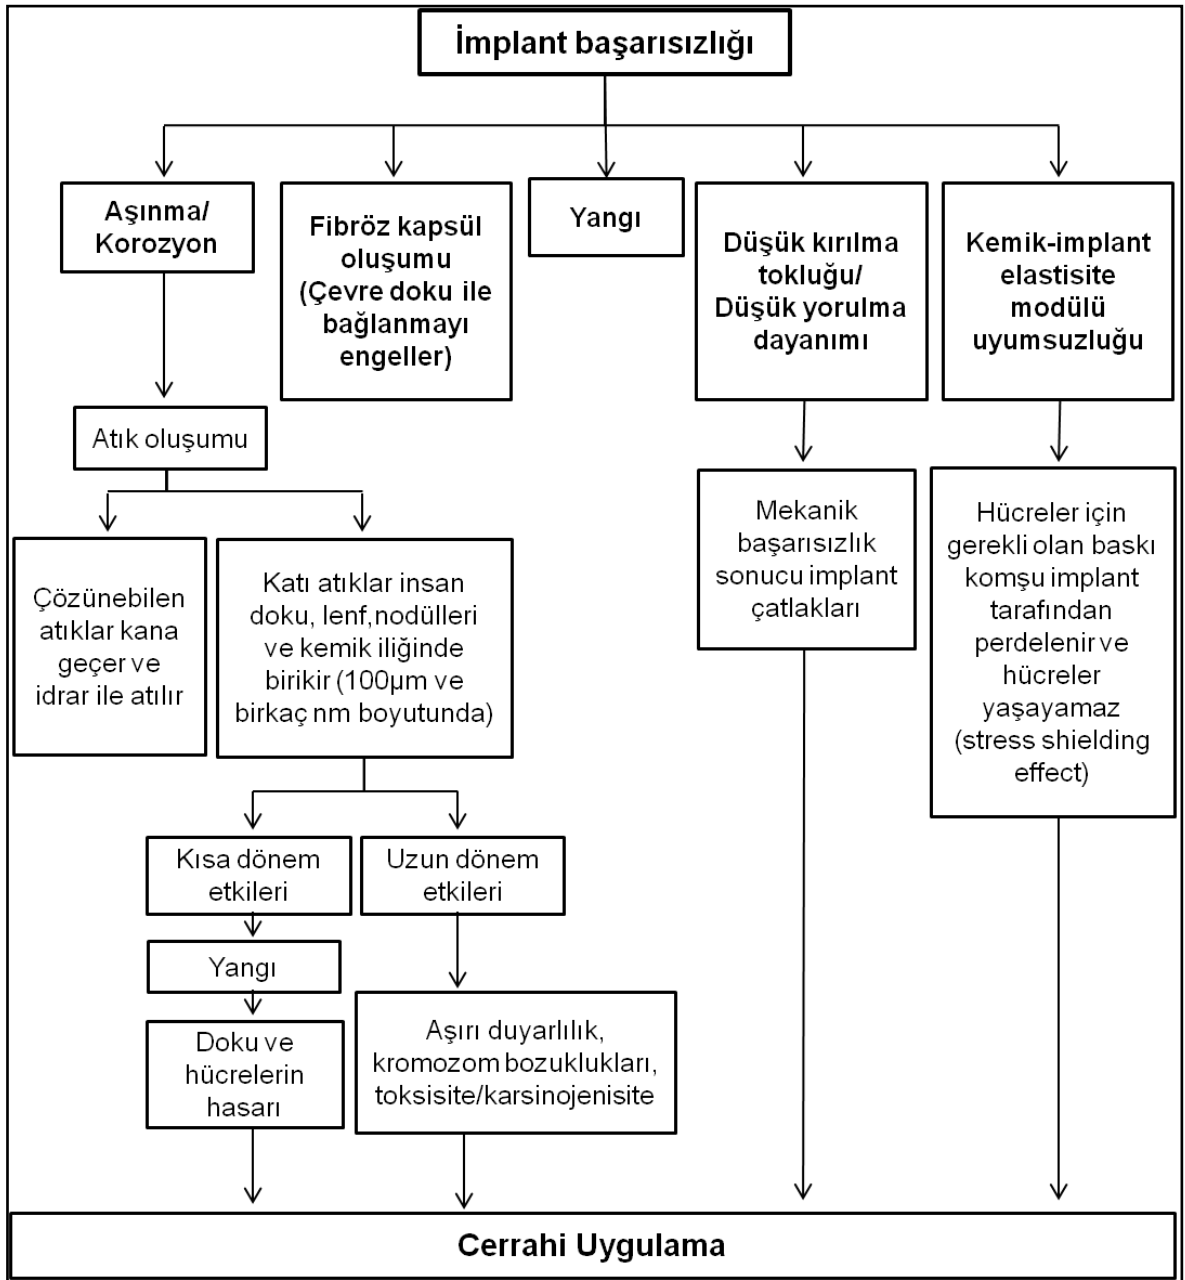 İmplant başarısızlığı
Aşınma/
Korozyon
Fibröz kapsül
oluşumu
(Çevre doku ile
bağlanmayı
engeller)
Yangı
Düşük kırılma
tokluğu/
Düşük yorulma
dayanımı
Kemik-implant
elastisite
modülü
uyumsuzluğu
Atık oluşumu
Çözünebilen
atıklar kana
geçer ve
idrar ile atılır
Katı atıklar insan
doku, lenf,nodülleri
ve kemik iliğinde
birikir (100µm ve
birkaç nm boyutunda)
Mekanik
başarısızlık
sonucu implant
çatlakları
Hücreler için
gerekli olan baskı
komşu implant
tarafından
perdelenir ve
hücreler
yaşayamaz
(stress shielding
effect)
Kısa dönem
etkileri
Uzun dönem
etkileri
Yangı
Doku ve
hücrelerin
hasarı
Aşırı duyarlılık,
kromozom bozuklukları,
toksisite/karsinojenisite
Cerrahi Uygulama